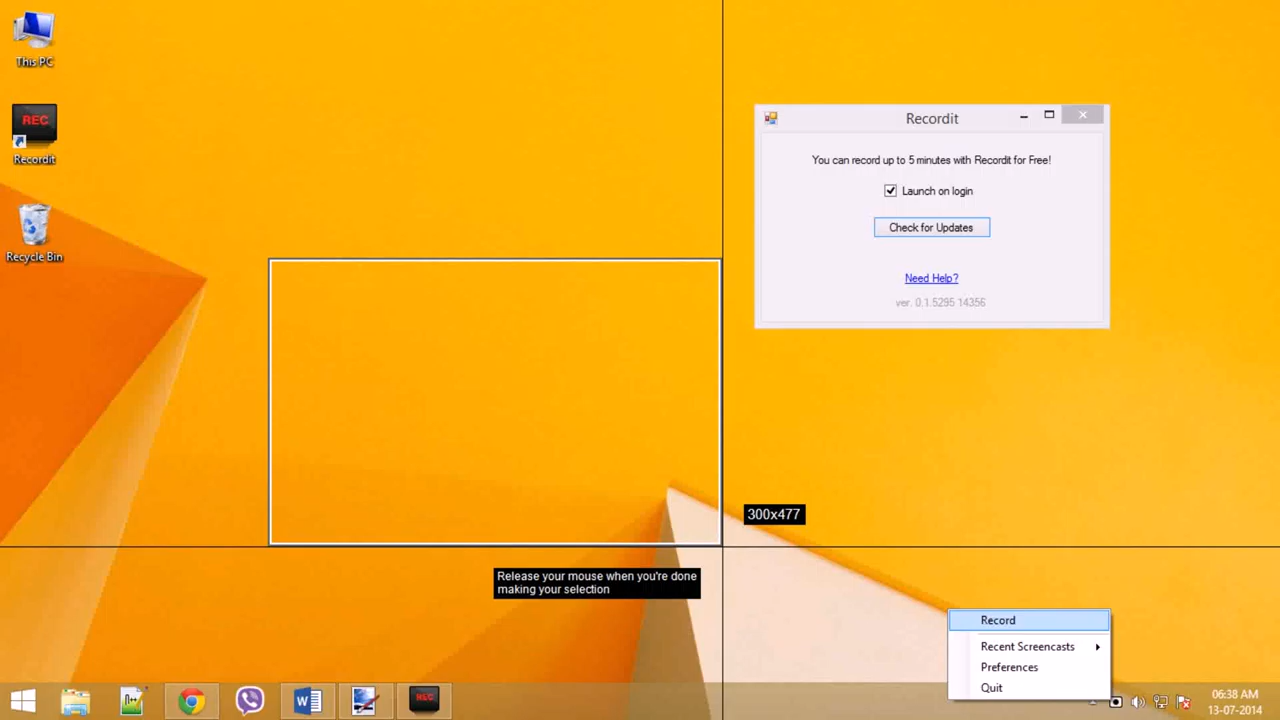 This PC
REC
Recordit
Recycle Bin
Recordit
You can record up to 5 minutes with Recordit for Free!
Launch on login
Check for Updates
Need Help?
ver. 0.1.5295 14356
300x477
Release your mouse when you're done
making your selection
Record
Recent Screencasts
Preferences
Quit
REC
06:38 AM
13-07-2014